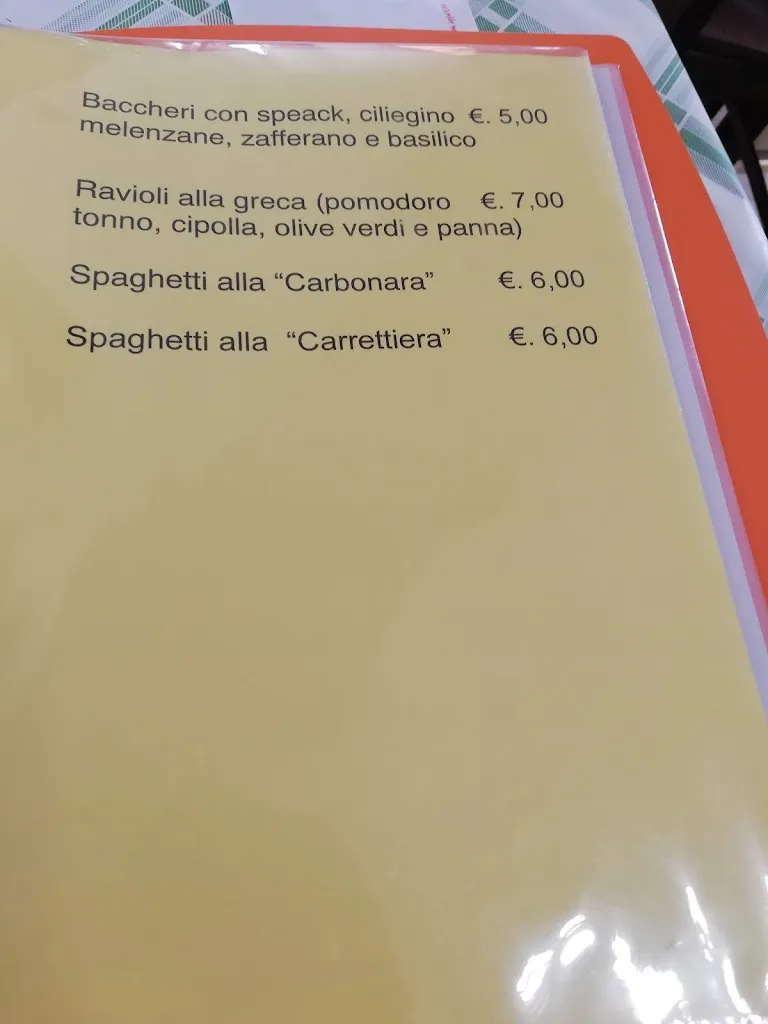 Baccheri con speack, ciliegino €. 5,00
melenzane, zafferano e basilico
Ravioli alla greca (pomodoro €. 7,00
tonno, cipolla, olive verdi e panna)
Spaghetti alla “Carbonara” €. 6,00
Spaghetti alla “Carrettiera” €. 6,00